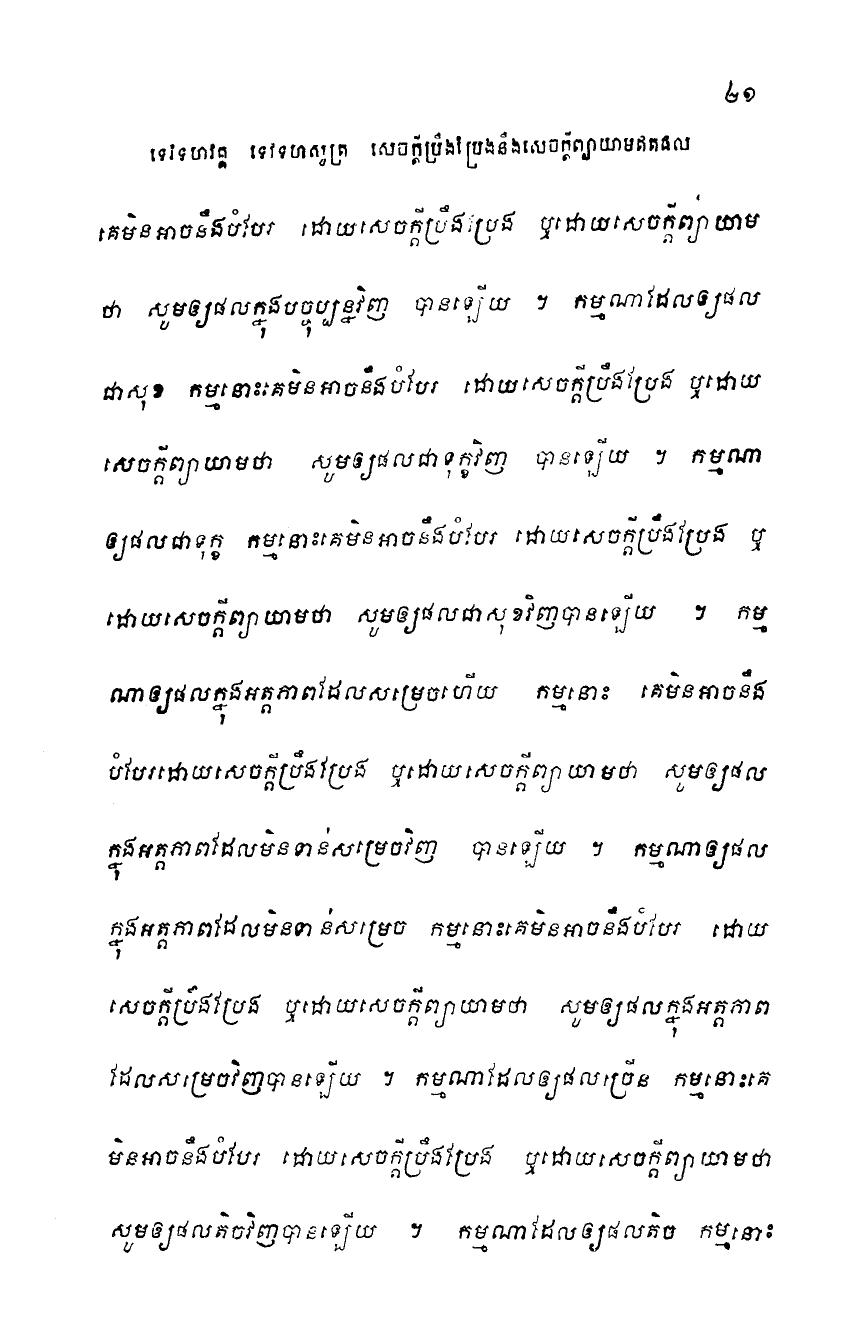 ២១
ទេវទហវគ្គ ទេវទហសូត្រ សេចក្ដីប្រឹងប្រែងនឹងសេចក្ដីព្យាយាមឥតផល
គេមិនអាចនឹងបំបែរ ដោយសេចក្ដីប្រឹងប្រែង ឬដោយសេចក្ដីព្យាយាម
ថា សូមឲ្យផលក្នុងបច្ចុប្បន្នវិញ បានឡើយ ។ កម្មណាដែលឲ្យផល
ជាសុខ កម្មនោះគេមិនអាចនឹងបំបែរ ដោយសេចក្ដីប្រឹងប្រែង ឬដោយ
សេចក្ដីព្យាយាមថា សូមឲ្យផលជាទុក្ខវិញ បានឡើយ ។ កម្មណា
ឲ្យផលជាទុក្ខ កម្មនោះគេមិនអាចនឹងបំបែរ ដោយសេចក្ដីប្រឹងប្រែង ឬ
ដោយសេចក្ដីព្យាយាមថា សូមឲ្យផលជាសុខវិញបានឡើយ ។ កម្ម
ណាឲ្យផលក្នុងអត្តភាពដែលសម្រេចហើយ កម្មនោះ គេមិនអាចនឹង
បំបែរដោយសេចក្ដីប្រឹងប្រែង ឬដោយសេចក្ដីព្យាយាមថា សូមឲ្យផល
ក្នុងអត្តភាពដែលមិនទាន់សម្រេចវិញ បានឡើយ ។ កម្មណាឲ្យផល
ក្នុងអត្តភាពដែលមិនទាន់សម្រេច កម្មនោះគេមិនអាចនឹងបំបែរ ដោយ
សេចក្ដីប្រឹងប្រែង ឬដោយសេចក្ដីព្យាយាមថា សូមឲ្យផលក្នុងអត្តភាព
ដែលសម្រេចវិញបានឡើយ ។ កម្មណាដែលឲ្យផលច្រើន កម្មនោះគេ
មិនអាចនឹងបំបែរ ដោយសេចក្ដីប្រឹងប្រែង ឬដោយសេចក្ដីព្យាយាមថា
សូមឲ្យផលតិចវិញបានឡើយ ។ កម្មណាដែលឲ្យផលតិច កម្មនោះ